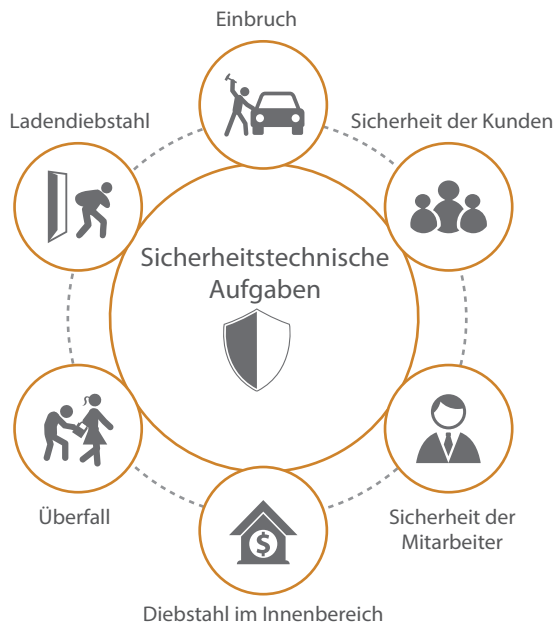 Einbruch
Ladendiebstahl
Sicherheit der Kunden
Sicherheitstechnische
Aufgaben
$
Überfall
Sicherheit der
Mitarbeiter
Diebstahl im Innenbereich